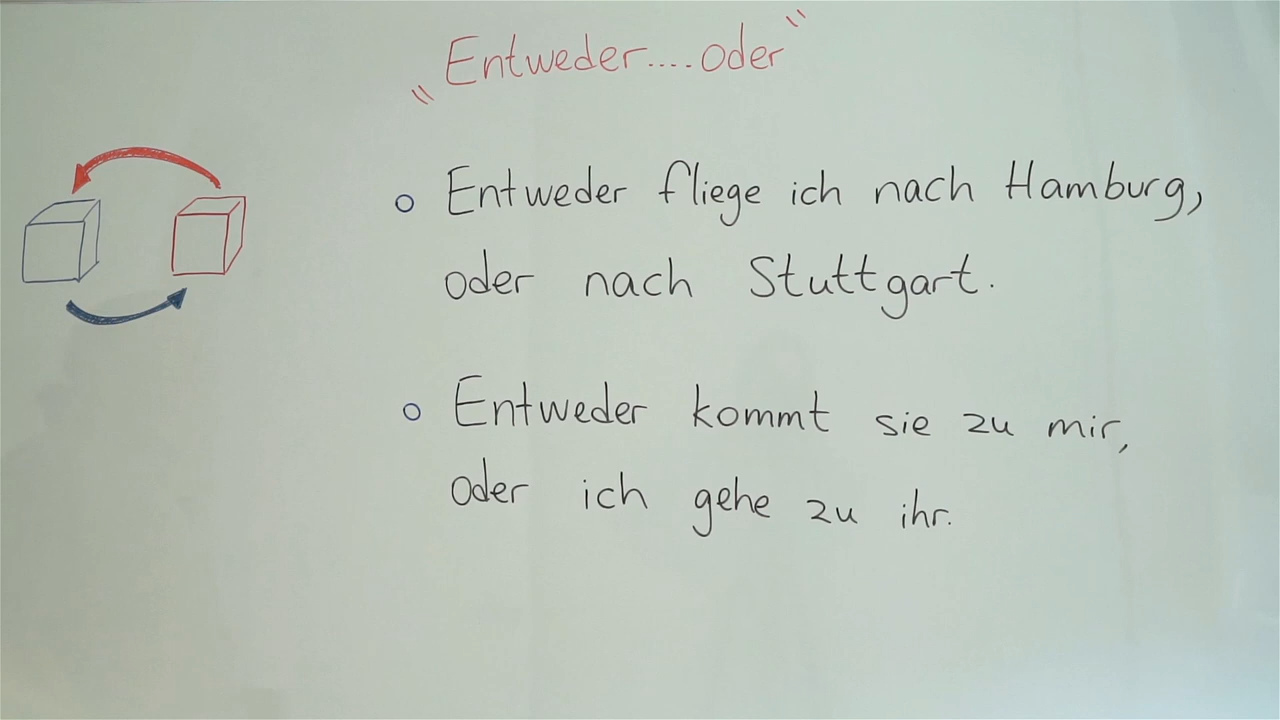 „Entweder....oder"
Entweder fliege ich nach Hamburg,
oder nach Stuttgart.
Entweder kommt sie zu mir,
oder ich gehe zu ihr.